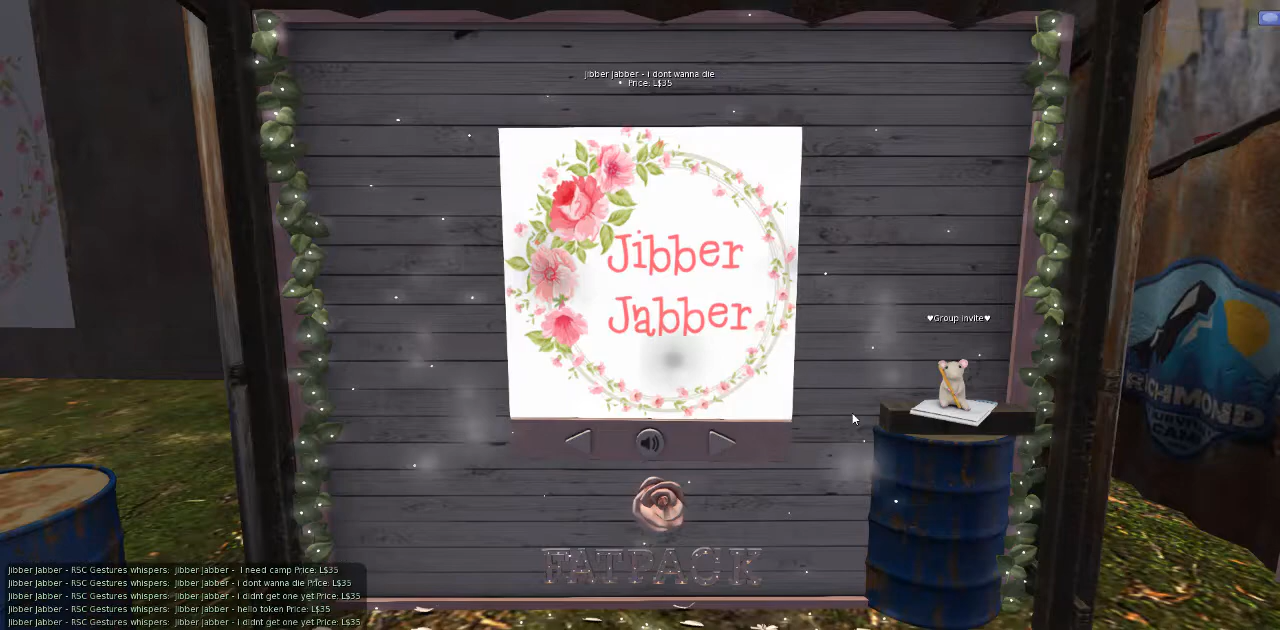 Jibber Jabber - i dont wanna die
• Price: L$35
Jibber
Jabber
♥Group invite♥
RICHMOND
SURVIVAL
CAMP
FATPACK
Jibber Jabber - RSC Gestures whispers: Jibber Jabber - I need camp Price: L$35
Jibber Jabber - RSC Gestures whispers: Jibber Jabber - i dont wanna die Price: L$35
Jibber Jabber - RSC Gestures whispers: Jibber Jabber - i didnt get one yet Price: L$35
Jibber Jabber - RSC Gestures whispers: Jibber Jabber - hello token Price: L$35
Jibber Jabber - RSC Gestures whispers: Jibber Jabber - I didnt get one yet Price: L$35